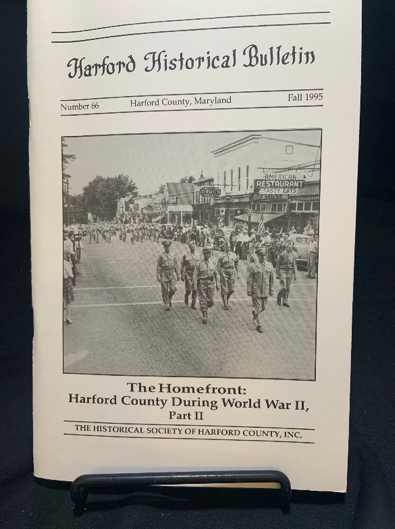 Harford Historical Bulletin
Number 66 Harford County, Maryland Fall 1995
AMERICAN
RESTAURANT
The Homefront:
Harford County During World War II,
Part II
THE HISTORICAL SOCIETY OF HARFORD COUNTY, INC.